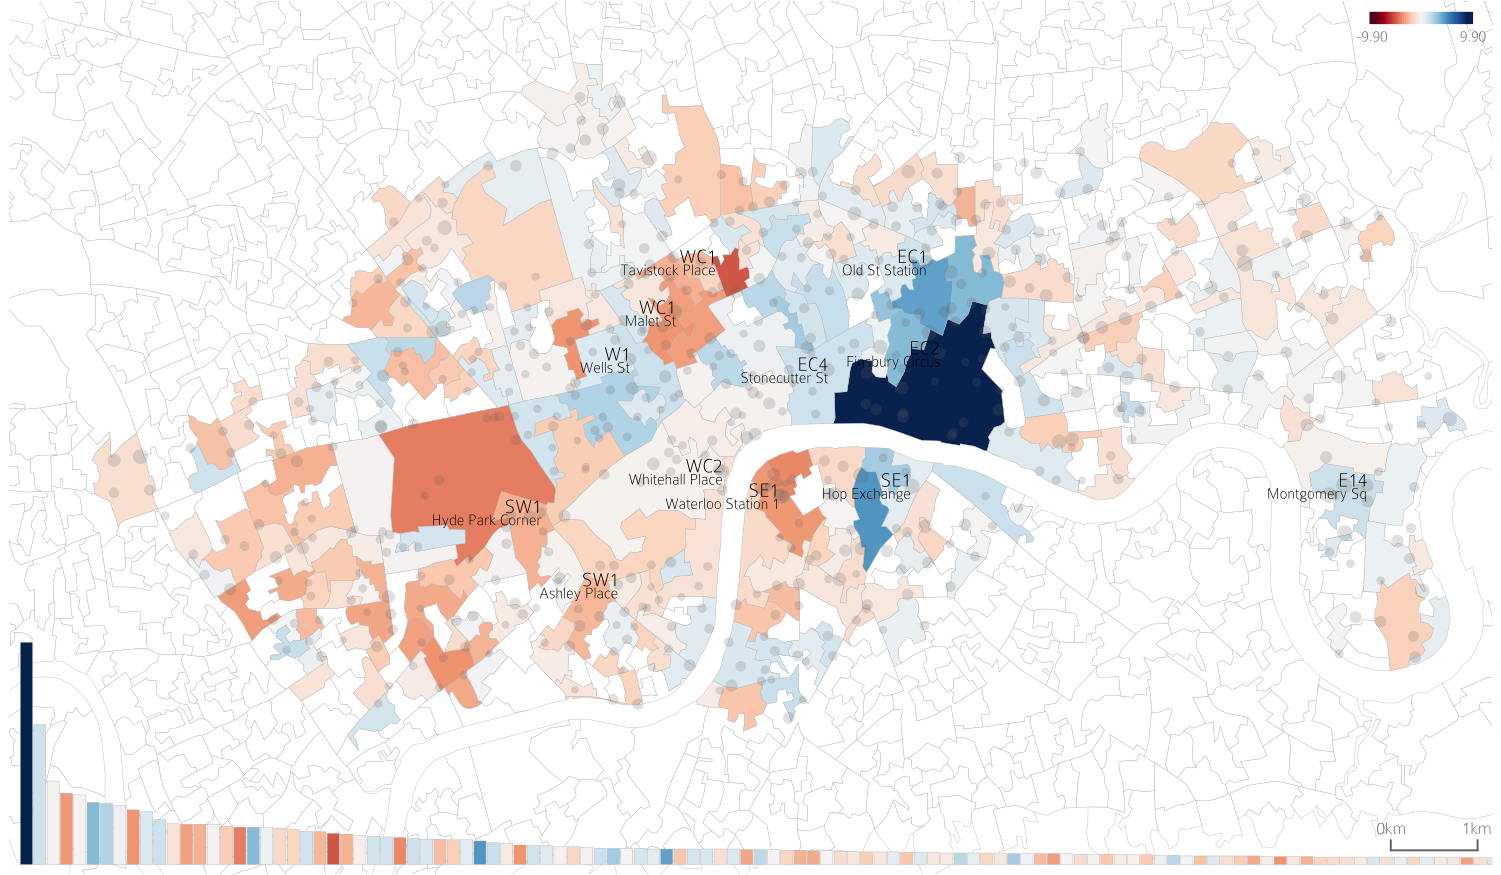 -9.90 9.90
WC1
Tavistock Place
EC1
Old St Station
WC1
Malet St
W1
Wells St
EC2
Finsbury Circus
EC4
Stonecutter St
WC2
Whitehall Place
SE1
Hop Exchange
E14
Montgomery Sq
SE1
Waterloo Station 1
SW1
Hyde Park Corner
SW1
Ashley Place
0km 1km